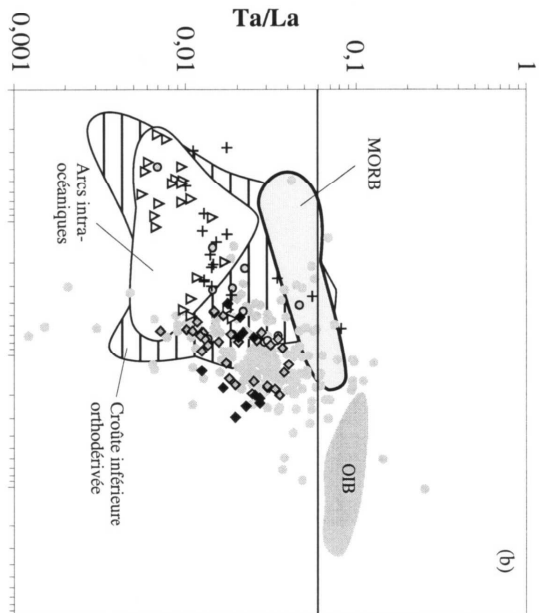 Ta/La
0,001
0,01
0,1
1
MORB
Arcs intra-
océaniques
Croûte inférieure
orthodérivée
OIB
(b)